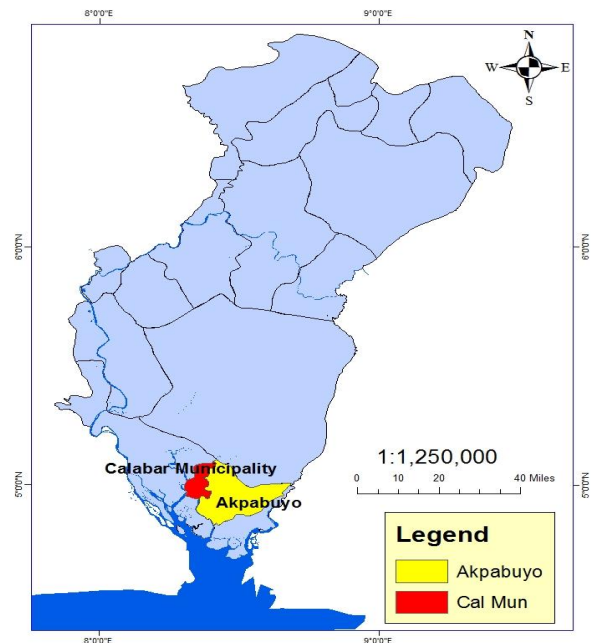 8°0'0"E 9°0'0"E
N
W E
S
6°0'0"N 6°0'0"N
1:1,250,000
0 10 20 40 Miles
Calabar Municipality
5°0'0"N 5°0'0"N
Akpabuyo
Legend
Akpabuyo
Cal Mun
8°0'0"E 9°0'0"E